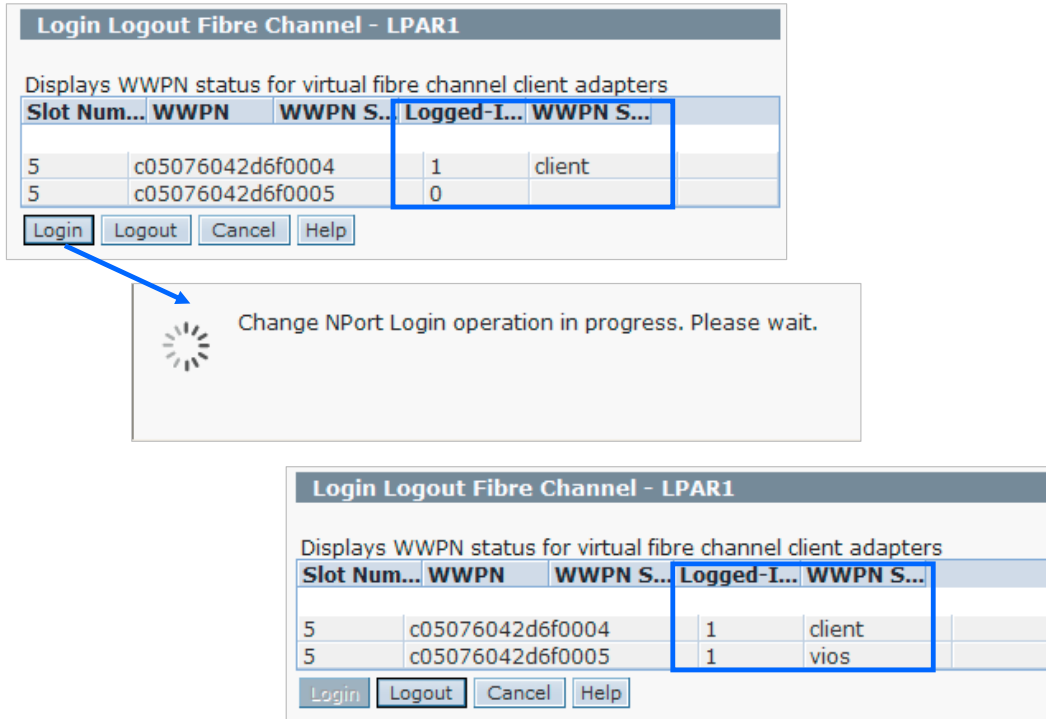 Login Logout Fibre Channel - LPAR1
Displays WWPN status for virtual fibre channel client adapters
Slot Num... WWPN WWPN S... Logged-I... WWPN S...
5 c05076042d6f0004 1 client
5 c05076042d6f0005 0
Login Logout Cancel Help
Change NPort Login operation in progress. Please wait.
Login Logout Fibre Channel - LPAR1
Displays WWPN status for virtual fibre channel client adapters
Slot Num... WWPN WWPN S... Logged-I... WWPN S...
5 c05076042d6f0004 1 client
5 c05076042d6f0005 1 vios
Login Logout Cancel Help